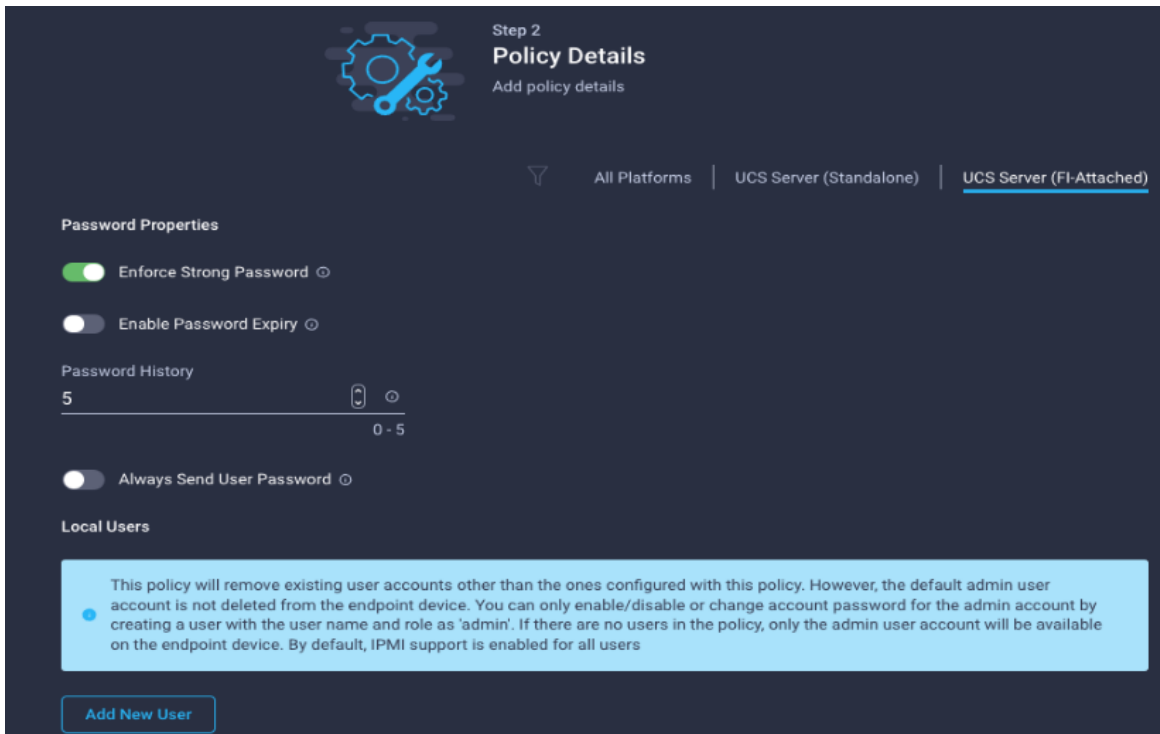 Step 2
Policy Details
Add policy details
All Platforms
UCS Server (Standalone)
UCS Server (FI-Attached)
Password Properties
Enforce Strong Password
Enable Password Expiry
Password History
5
0 - 5
Always Send User Password
Local Users
This policy will remove existing user accounts other than the ones configured with this policy. However, the default admin user
account is not deleted from the endpoint device. You can only enable/disable or change account password for the admin account by
creating a user with the user name and role as 'admin'. If there are no users in the policy, only the admin user account will be available
on the endpoint device. By default, IPMI support is enabled for all users
Add New User